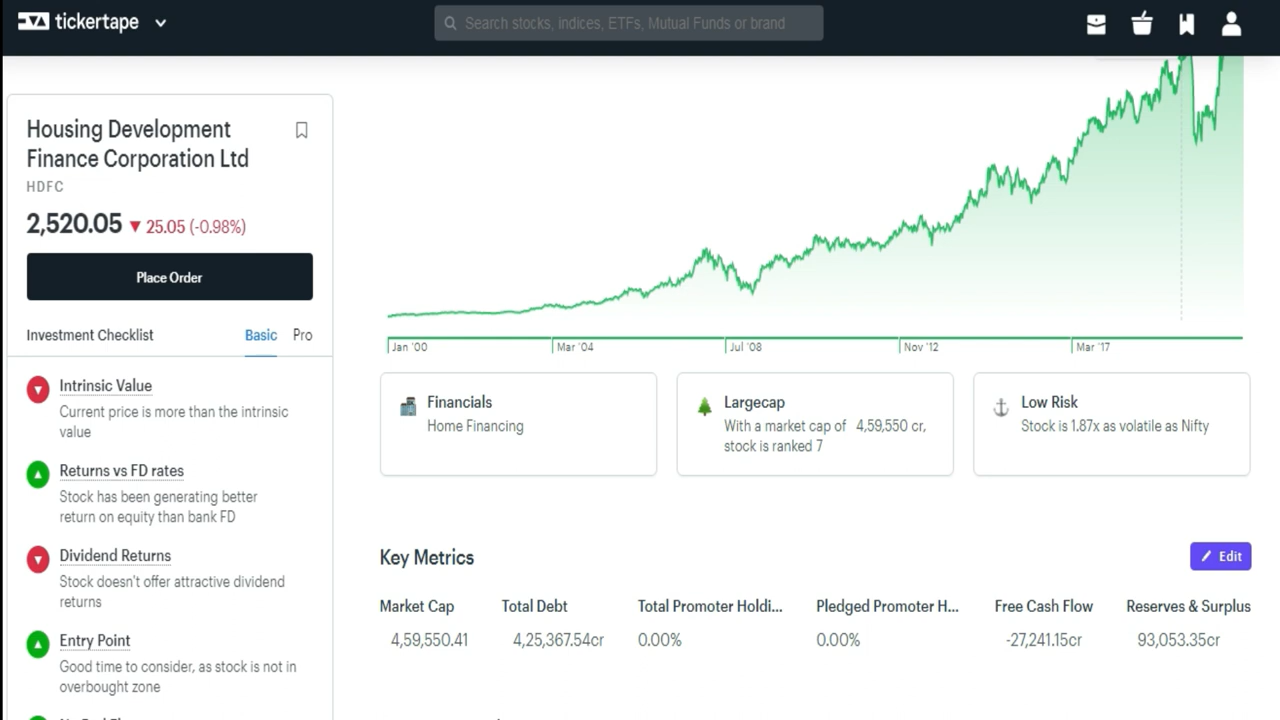 tickertape
Search stocks, indices, ETFs, Mutual Funds or brand
Housing Development
Finance Corporation Ltd
HDFC
2,520.05 ▼ 25.05 (-0.98%)
Place Order
Investment Checklist Basic Pro
Intrinsic Value
Current price is more than the intrinsic
value
Returns vs FD rates
Stock has been generating better
return on equity than bank FD
Dividend Returns
Stock doesn't offer attractive dividend
returns
Entry Point
Good time to consider, as stock is not in
overbought zone
Jan '00 Mar '04 Jul '08 Nov '12 Mar '17
Financials
Home Financing
Largecap
With a market cap of 4,59,550 cr,
stock is ranked 7
Low Risk
Stock is 1.87x as volatile as Nifty
Key Metrics
Edit
Market Cap Total Debt Total Promoter Holdi... Pledged Promoter H... Free Cash Flow Reserves & Surplus
4,59,550.41 4,25,367.54cr 0.00% 0.00% -27,241.15cr 93,053.35cr